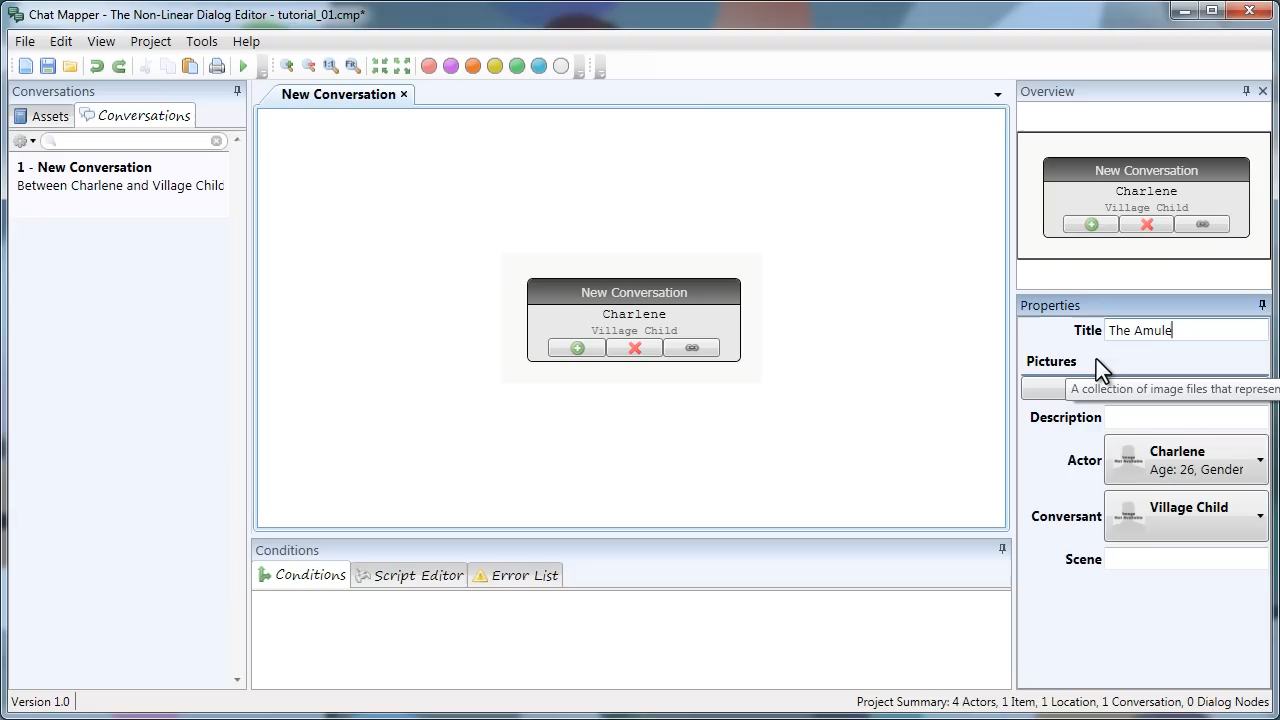 Chat Mapper - The Non-Linear Dialog Editor - tutorial_01.cmp*
File Edit View Project Tools Help
Conversations
Assets Conversations
1 - New Conversation
Between Charlene and Village Chilc
New Conversation ×
New Conversation
Charlene
Village Child
Conditions
Conditions Script Editor Error List
Overview
New Conversation
Charlene
Village Child
Properties
Title The Amule
Pictures
A collection of image files that represen
Description
Actor Charlene
Age: 26, Gender
Conversant Village Child
Scene
Version 1.0
Project Summary: 4 Actors, 1 Item, 1 Location, 1 Conversation, 0 Dialog Nodes